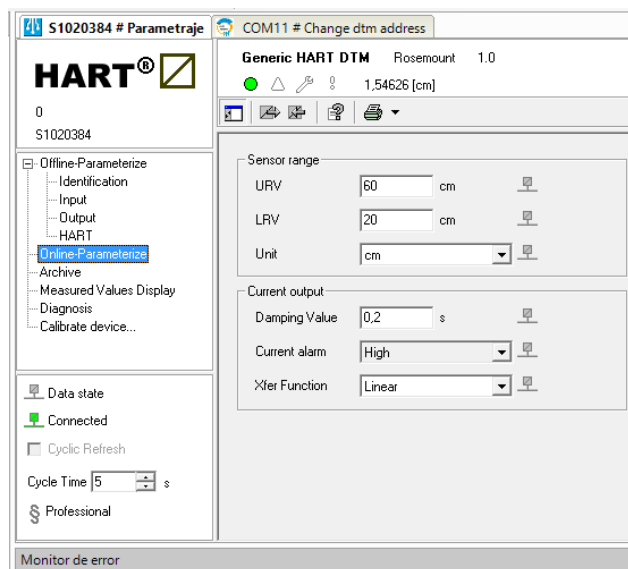 S1020384 # Parametraje
COM11 # Change dtm address
HART®
0
S1020384
Generic HART DTM Rosemount 1.0
1,54626 [cm]
Offline-Parameterize
Identification
Input
Output
HART
Online-Parameterize
Archive
Measured Values Display
Diagnosis
Calibrate device...
Sensor range
URV 60 cm
LRV 20 cm
Unit cm
Current output
Damping Value 0,2 s
Current alarm High
Xfer Function Linear
Data state
Connected
Cyclic Refresh
Cycle Time 5 s
§ Professional
Monitor de error